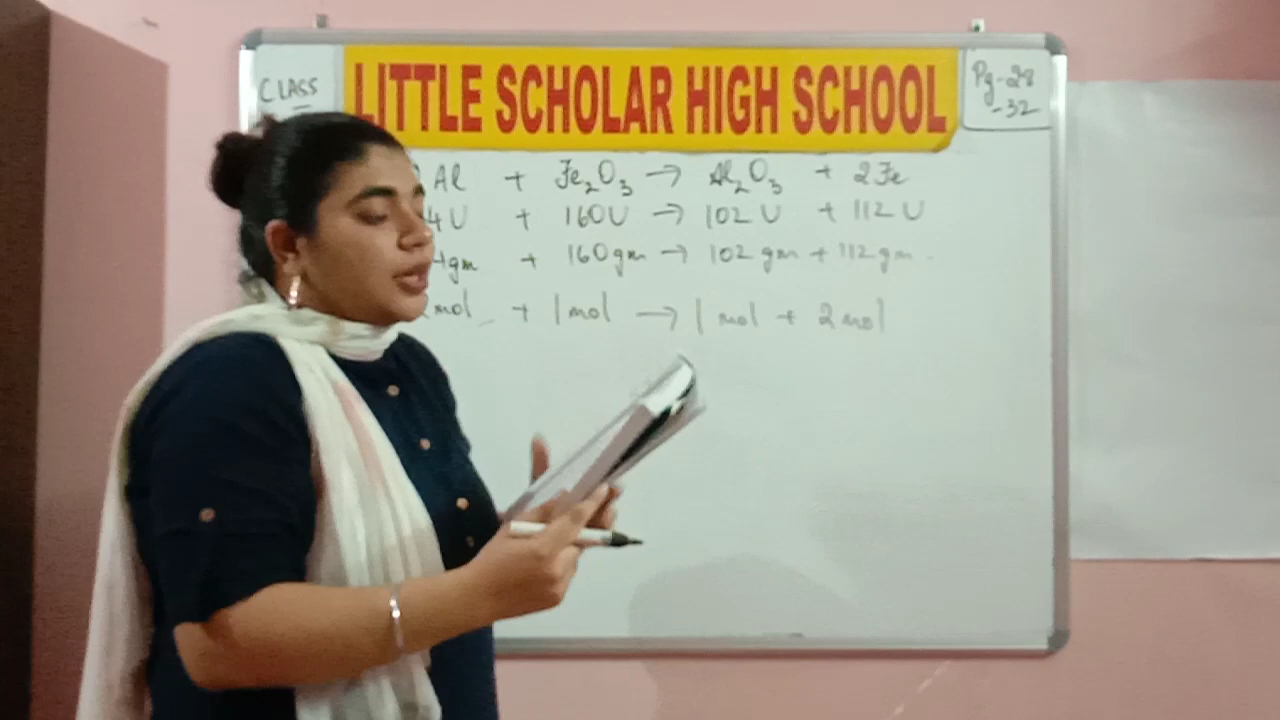 CLASS
LITTLE SCHOLAR HIGH SCHOOL
Pg-28
-32
Al + Fe₂O₃ → Al₂O₃ + 2Fe
4U + 160U → 102U + 112U
gm + 160gm → 102gm + 112gm.
mol + 1mol → 1mol + 2mol